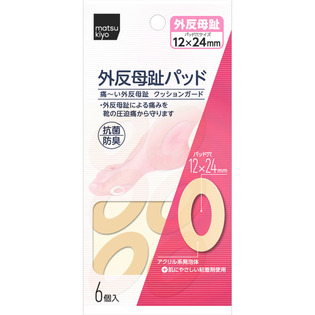 matsu
kiyo
外反母趾
パッド穴サイズ
12×24mm
外反母趾パッド
痛〜い外反母趾 クッションガード
・外反母趾による痛みを
靴の圧迫痛から守ります
抗菌
防臭
パッド穴
12×24mm
アクリル系発泡体
+肌にやさしい粘着剤使用
6個入